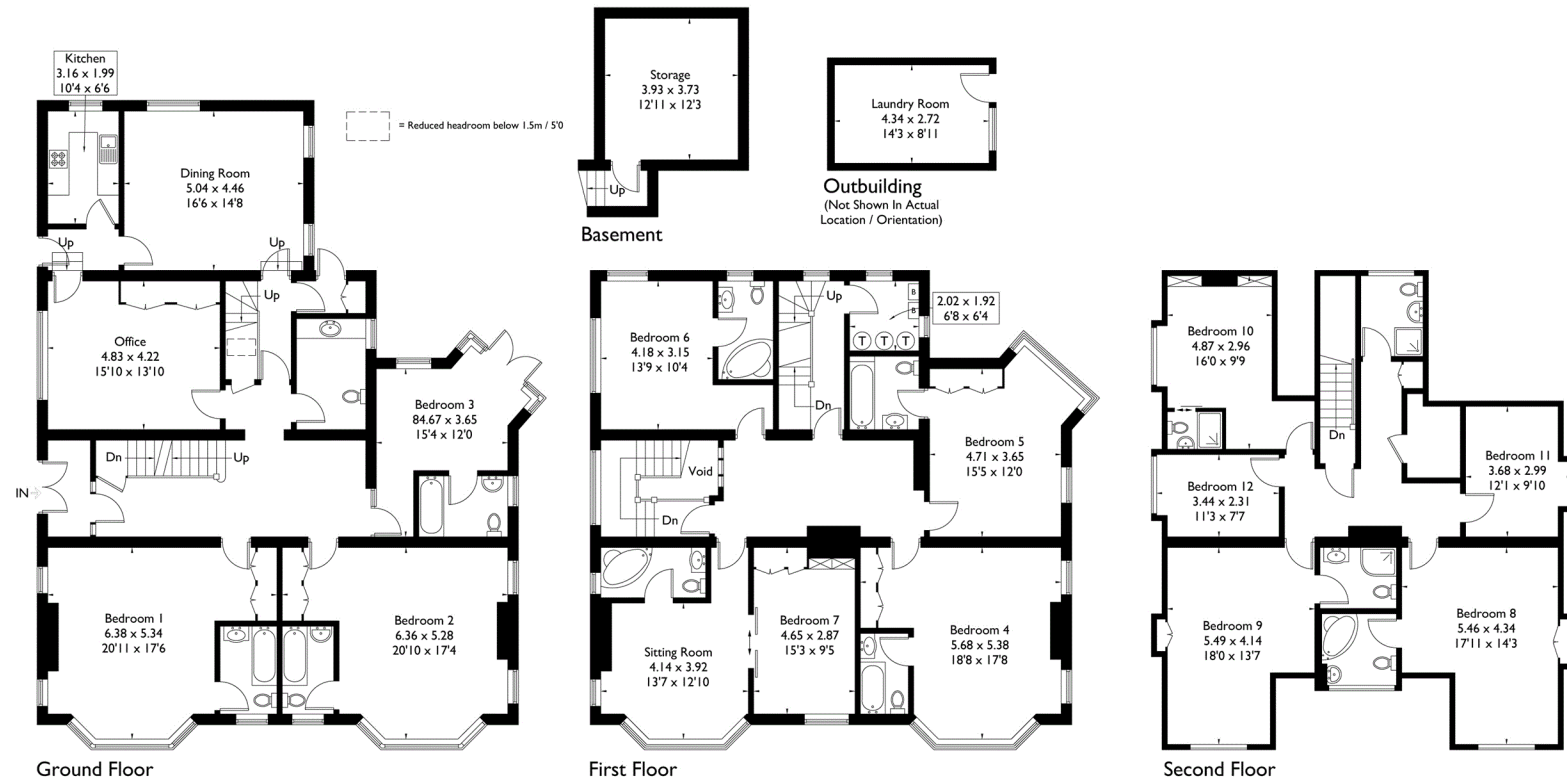 Kitchen
3.16 x 1.99
10'4 x 6'6
Dining Room
5.04 x 4.46
16'6 x 14'8
= Reduced headroom below 1.5m / 5'0
Up
Up
Up
Office
4.83 x 4.22
15'10 x 13'10
Bedroom 3
84.67 x 3.65
15'4 x 12'0
Dn
Up
IN
Bedroom 1
6.38 x 5.34
20'11 x 17'6
Bedroom 2
6.36 x 5.28
20'10 x 17'4
Ground Floor
Storage
3.93 x 3.73
12'11 x 12'3
Up
Basement
Laundry Room
4.34 x 2.72
14'3 x 8'11
Outbuilding
(Not Shown In Actual
Location / Orientation)
Bedroom 6
4.18 x 3.15
13'9 x 10'4
Up
Dn
B
B
T T T
2.02 x 1.92
6'8 x 6'4
Bedroom 5
4.71 x 3.65
15'5 x 12'0
Void
Dn
Sitting Room
4.14 x 3.92
13'7 x 12'10
Bedroom 7
4.65 x 2.87
15'3 x 9'5
Bedroom 4
5.68 x 5.38
18'8 x 17'8
First Floor
Bedroom 10
4.87 x 2.96
16'0 x 9'9
Dn
Bedroom 11
3.68 x 2.99
12'1 x 9'10
Bedroom 12
3.44 x 2.31
11'3 x 7'7
Bedroom 9
5.49 x 4.14
18'0 x 13'7
Bedroom 8
5.46 x 4.34
17'11 x 14'3
Second Floor